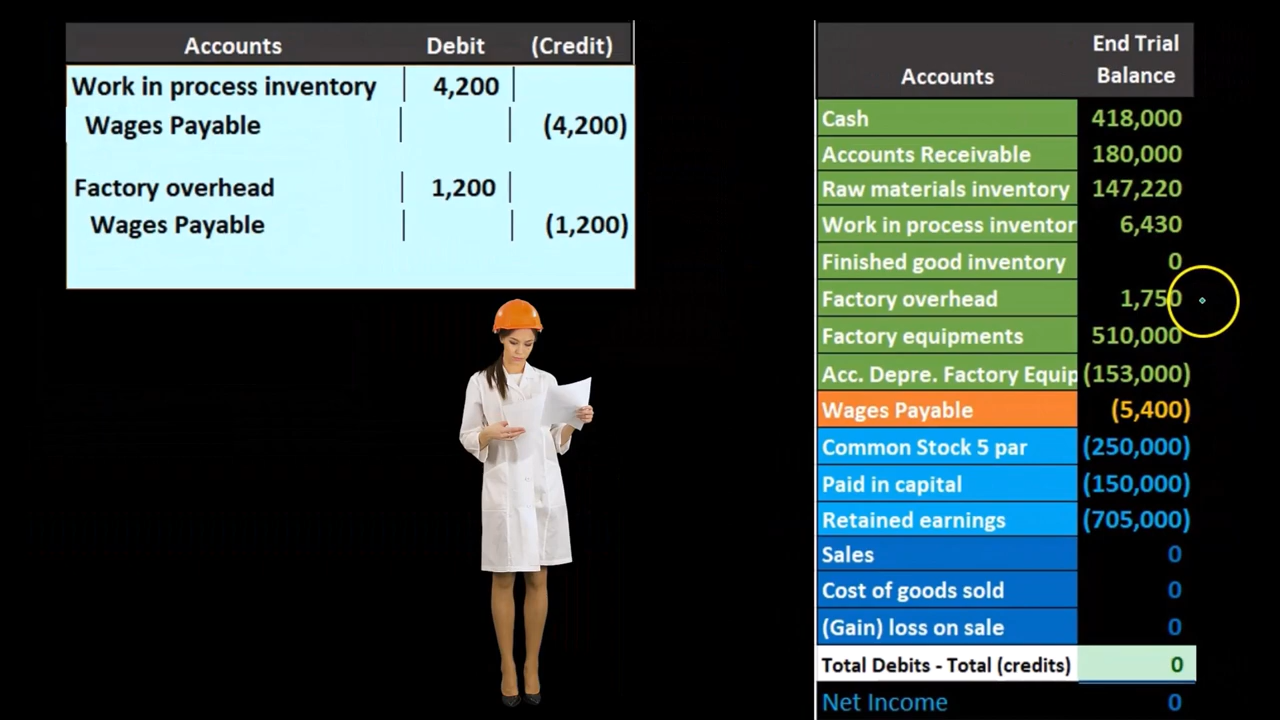 Accounts Debit (Credit)
Work in process inventory 4,200
Wages Payable (4,200)
Factory overhead 1,200
Wages Payable (1,200)
End Trial
Accounts Balance
Cash 418,000
Accounts Receivable 180,000
Raw materials inventory 147,220
Work in process inventor 6,430
Finished good inventory 0
Factory overhead 1,750
Factory equipments 510,000
Acc. Depre. Factory Equip (153,000)
Wages Payable (5,400)
Common Stock 5 par (250,000)
Paid in capital (150,000)
Retained earnings (705,000)
Sales 0
Cost of goods sold 0
(Gain) loss on sale 0
Total Debits - Total (credits) 0
Net Income 0